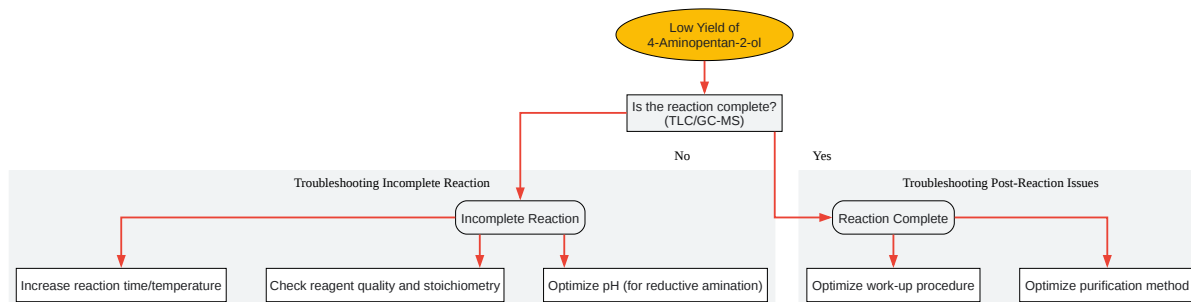 Low Yield of
4-Aminopentan-2-ol
Is the reaction complete?
(TLC/GC-MS)
No
Yes
Troubleshooting Incomplete Reaction
Troubleshooting Post-Reaction Issues
Incomplete Reaction
Reaction Complete
Increase reaction time/temperature
Check reagent quality and stoichiometry
Optimize pH (for reductive amination)
Optimize work-up procedure
Optimize purification method